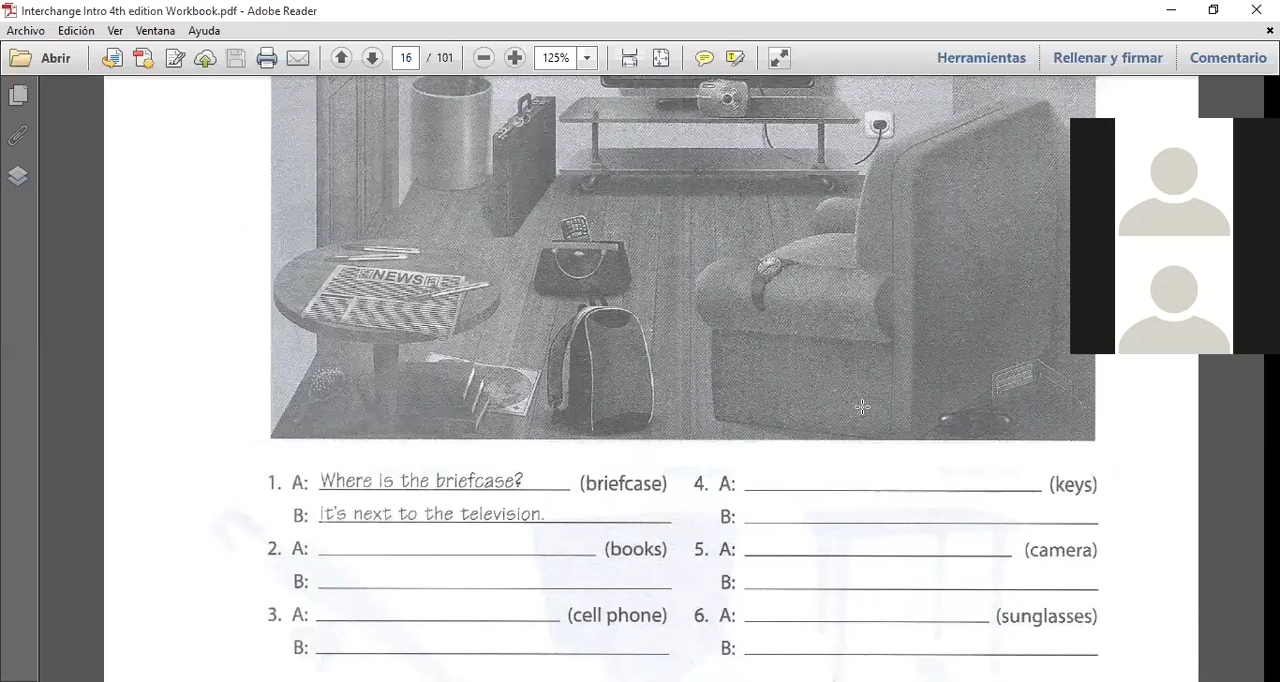 Interchange Intro 4th edition Workbook.pdf - Adobe Reader
Archivo Edición Ver Ventana Ayuda
Abrir 16 / 101 125% Herramientas Rellenar y firmar Comentario
NEWS
1. A: Where is the briefcase? (briefcase)
B: It's next to the television.
2. A: (books)
B:
3. A: (cell phone)
B:
4. A: (keys)
B:
5. A: (camera)
B:
6. A: (sunglasses)
B: